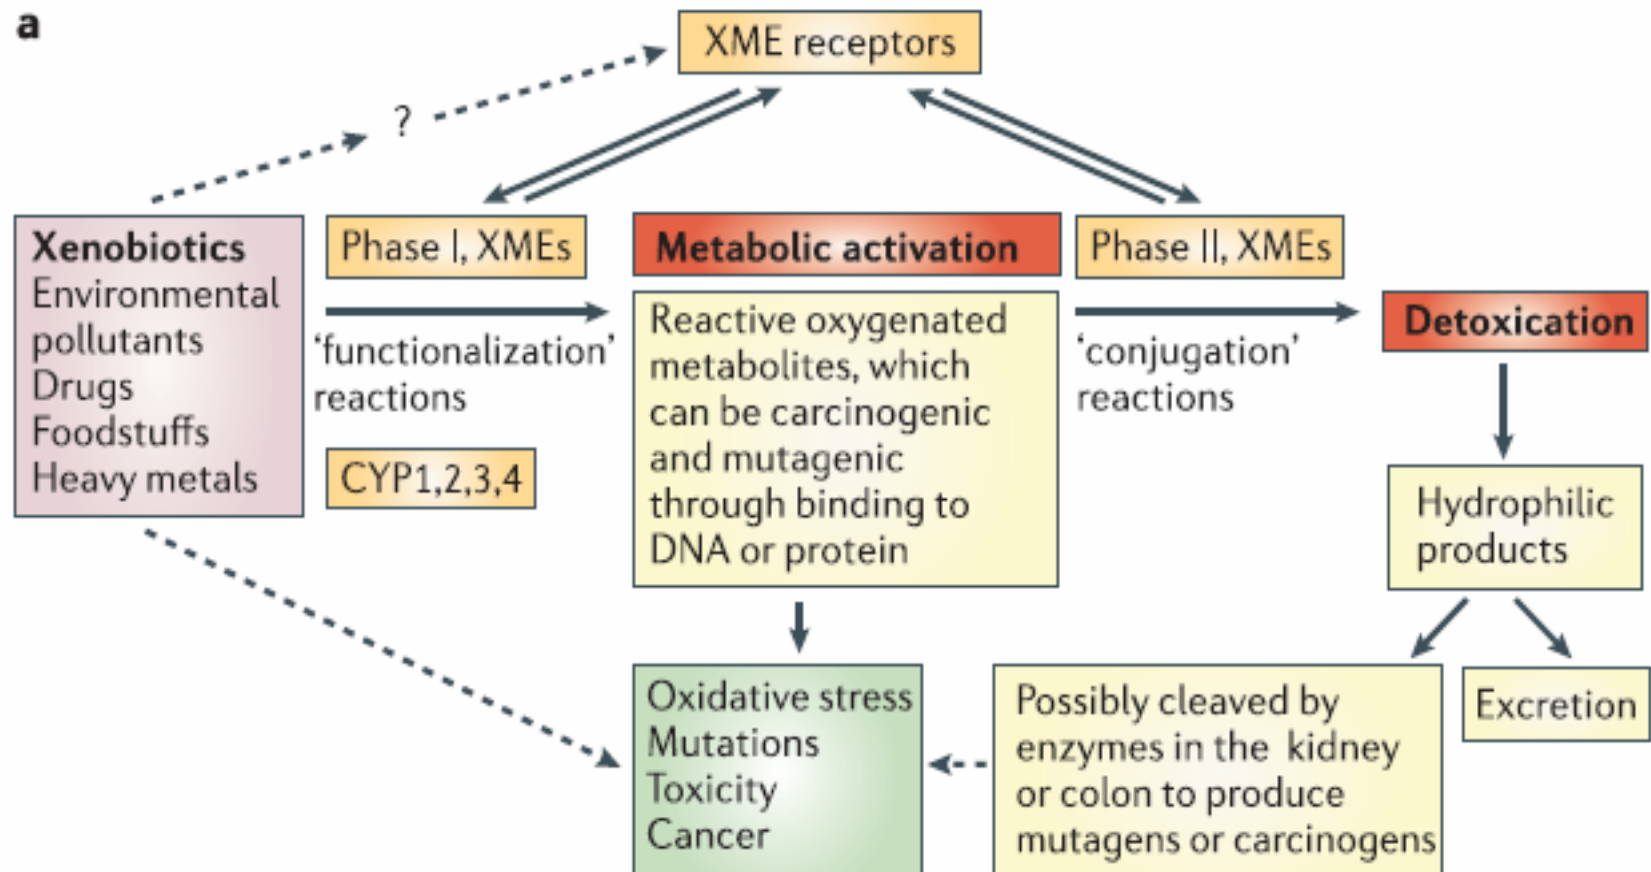 a
XME receptors
?
Xenobiotics
Environmental
pollutants
Drugs
Foodstuffs
Heavy metals
Phase I, XMEs
‘functionalization’
reactions
CYP1,2,3,4
Metabolic activation
Reactive oxygenated
metabolites, which
can be carcinogenic
and mutagenic
through binding to
DNA or protein
Phase II, XMEs
‘conjugation’
reactions
Detoxication
Hydrophilic
products
Oxidative stress
Mutations
Toxicity
Cancer
Possibly cleaved by
enzymes in the kidney
or colon to produce
mutagens or carcinogens
Excretion